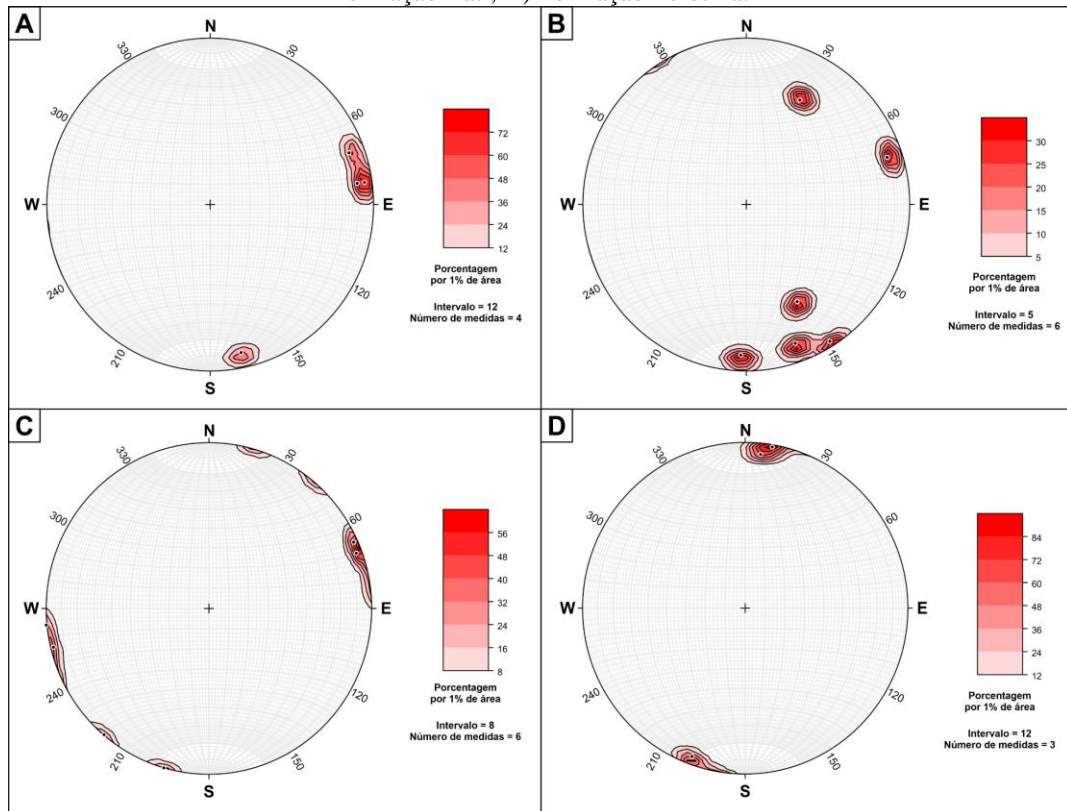 A
N
30
60
E
120
150
S
210
240
W
300
330
72
60
48
36
24
12
Porcentagem
por 1% de área
Intervalo = 12
Número de medidas = 4
B
N
30
60
E
120
150
S
210
240
W
300
330
30
25
20
15
10
5
Porcentagem
por 1% de área
Intervalo = 5
Número de medidas = 6
C
N
30
60
E
120
150
S
210
240
W
300
330
56
48
40
32
24
16
8
Porcentagem
por 1% de área
Intervalo = 8
Número de medidas = 6
D
N
30
60
E
120
150
S
210
240
W
300
330
84
72
60
48
36
24
12
Porcentagem
por 1% de área
Intervalo = 12
Número de medidas = 3